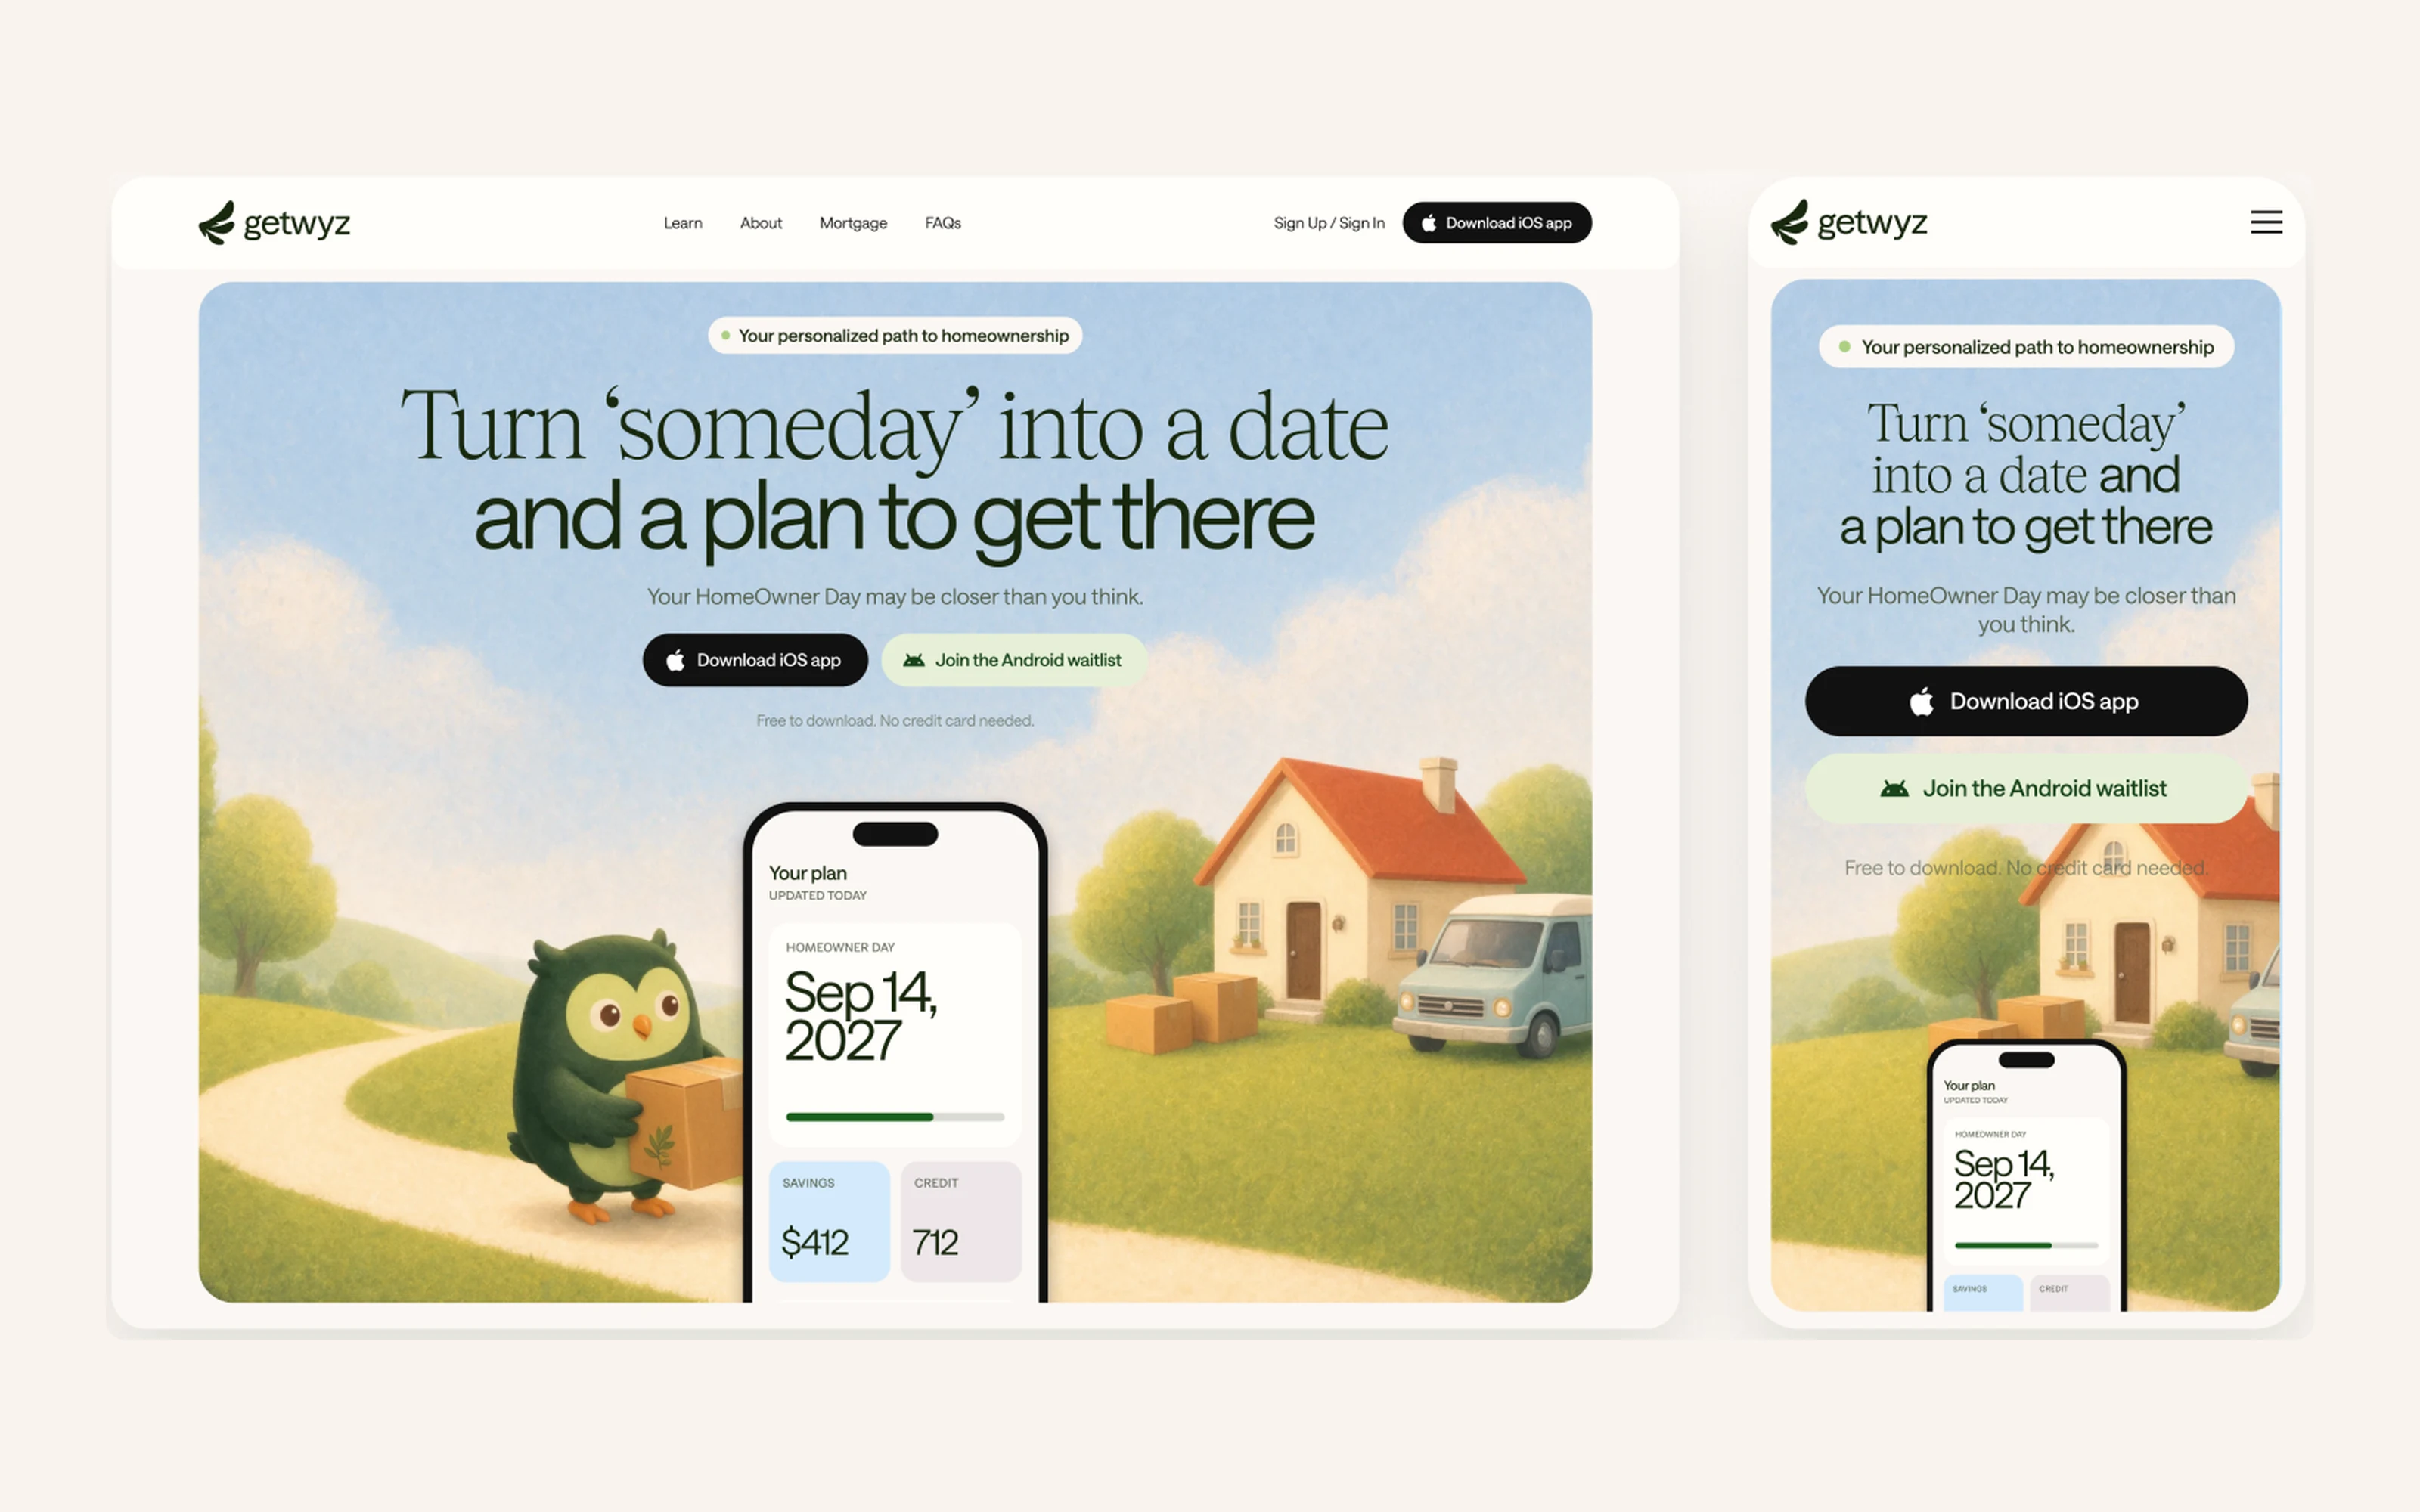 getwyz
Learn About Mortgage FAQs
Sign Up / Sign In
Download iOS app
Your personalized path to homeownership
Turn ‘someday’ into a date
and a plan to get there
Your HomeOwner Day may be closer than you think.
Download iOS app
Join the Android waitlist
Free to download. No credit card needed.
Your plan
UPDATED TODAY
HOMEOWNER DAY
Sep 14,
2027
SAVINGS
$412
CREDIT
712
getwyz
Your personalized path to homeownership
Turn ‘someday’
into a date and
a plan to get there
Your HomeOwner Day may be closer than
you think.
Download iOS app
Join the Android waitlist
Free to download. No credit card needed.
Your plan
UPDATED TODAY
HOMEOWNER DAY
Sep 14,
2027
SAVINGS
CREDIT